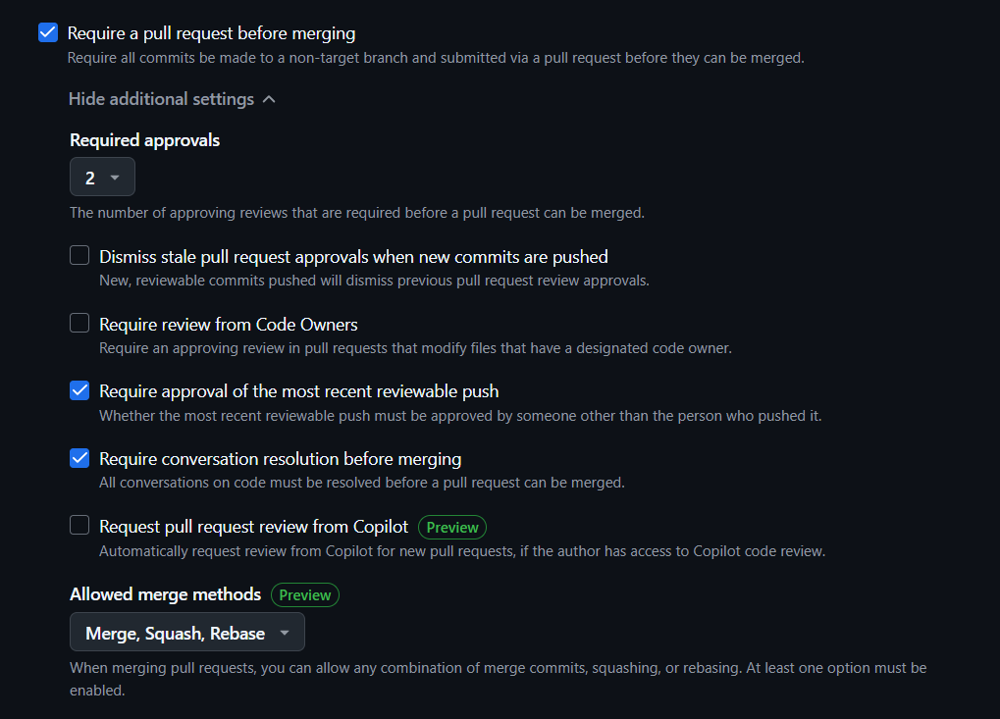 Require a pull request before merging
Require all commits be made to a non-target branch and submitted via a pull request before they can be merged.
Hide additional settings
Required approvals
2
The number of approving reviews that are required before a pull request can be merged.
Dismiss stale pull request approvals when new commits are pushed
New, reviewable commits pushed will dismiss previous pull request review approvals.
Require review from Code Owners
Require an approving review in pull requests that modify files that have a designated code owner.
Require approval of the most recent reviewable push
Whether the most recent reviewable push must be approved by someone other than the person who pushed it.
Require conversation resolution before merging
All conversations on code must be resolved before a pull request can be merged.
Request pull request review from Copilot Preview
Automatically request review from Copilot for new pull requests, if the author has access to Copilot code review.
Allowed merge methods Preview
Merge, Squash, Rebase
When merging pull requests, you can allow any combination of merge commits, squashing, or rebasing. At least one option must be
enabled.